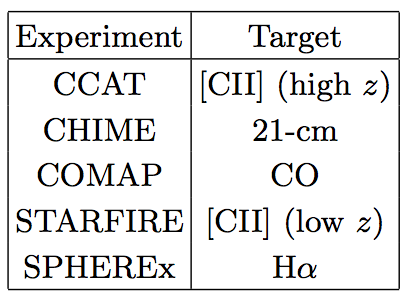 Experiment Target
CCAT [CII] (high z)
CHIME 21-cm
COMAP CO
STARFIRE [CII] (low z)
SPHEREx Hα